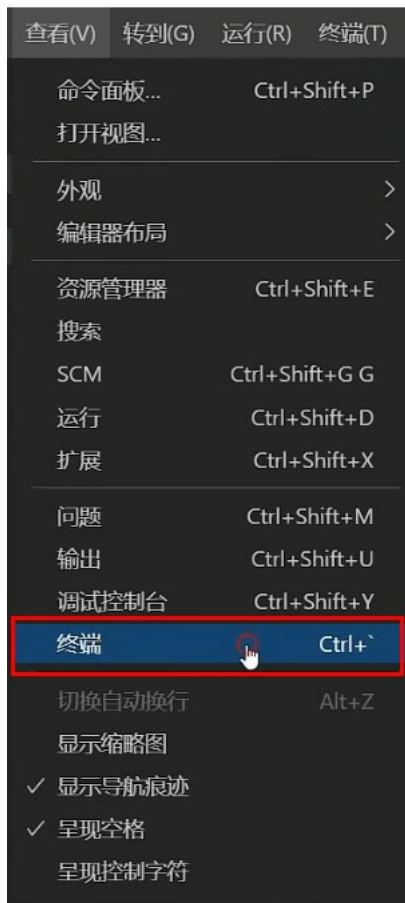 查看(V) 转到(G) 运行(R) 终端(T)
命令面板... Ctrl+Shift+P
打开视图...
外观
编辑器布局
资源管理器 Ctrl+Shift+E
搜索
SCM Ctrl+Shift+G G
运行 Ctrl+Shift+D
扩展 Ctrl+Shift+X
问题 Ctrl+Shift+M
输出 Ctrl+Shift+U
调试控制台 Ctrl+Shift+Y
终端 Ctrl+`
切换自动换行 Alt+Z
显示缩略图
✓ 显示导航痕迹
✓ 呈现空格
呈现控制字符